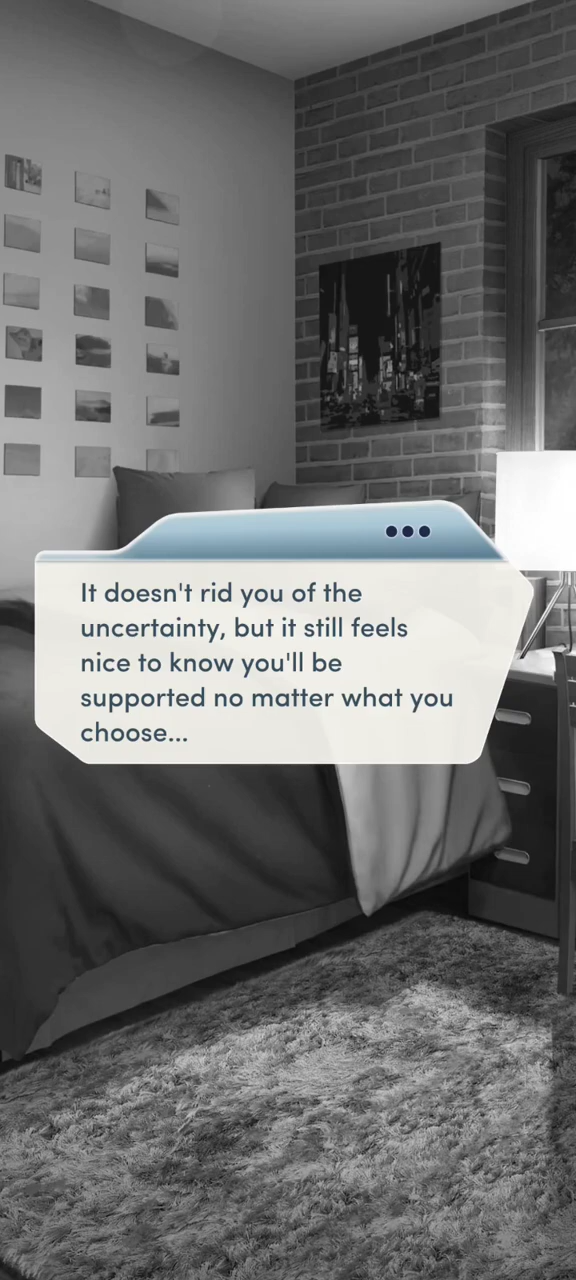 It doesn't rid you of the
uncertainty, but it still feels
nice to know you'll be
supported no matter what you
choose...